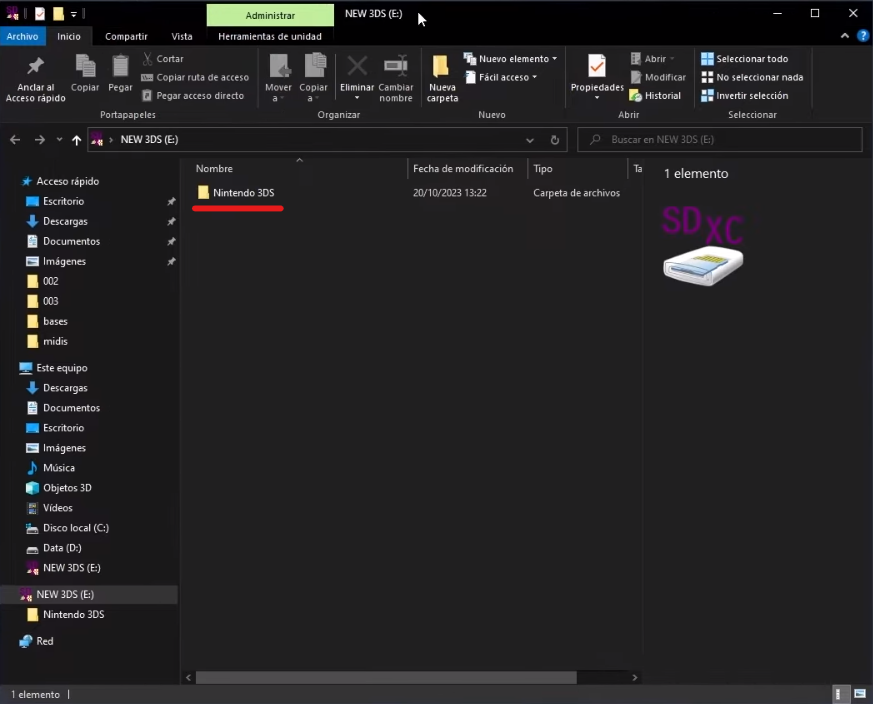 Administrar
NEW 3DS (E:)
Archivo
Inicio
Compartir
Vista
Herramientas de unidad
Anclar al
Acceso rápido
Copiar
Pegar
Cortar
Copiar ruta de acceso
Pegar acceso directo
Portapapeles
Mover
a
Copiar
a
Eliminar
Cambiar
nombre
Organizar
Nueva
carpeta
Nuevo elemento
Fácil acceso
Nuevo
Propiedades
Abrir
Modificar
Historial
Abrir
Seleccionar todo
No seleccionar nada
Invertir selección
Seleccionar
NEW 3DS (E:)
Buscar en NEW 3DS (E:)
Acceso rápido
Escritorio
Descargas
Documentos
Imágenes
002
003
bases
midis
Este equipo
Descargas
Documentos
Escritorio
Imágenes
Música
Objetos 3D
Vídeos
Disco local (C:)
Data (D:)
NEW 3DS (E:)
NEW 3DS (E:)
Nintendo 3DS
Red
Nombre
Fecha de modificación
Tipo
Ta
Nintendo 3DS
20/10/2023 13:22
Carpeta de archivos
1 elemento
SD XC
1 elemento